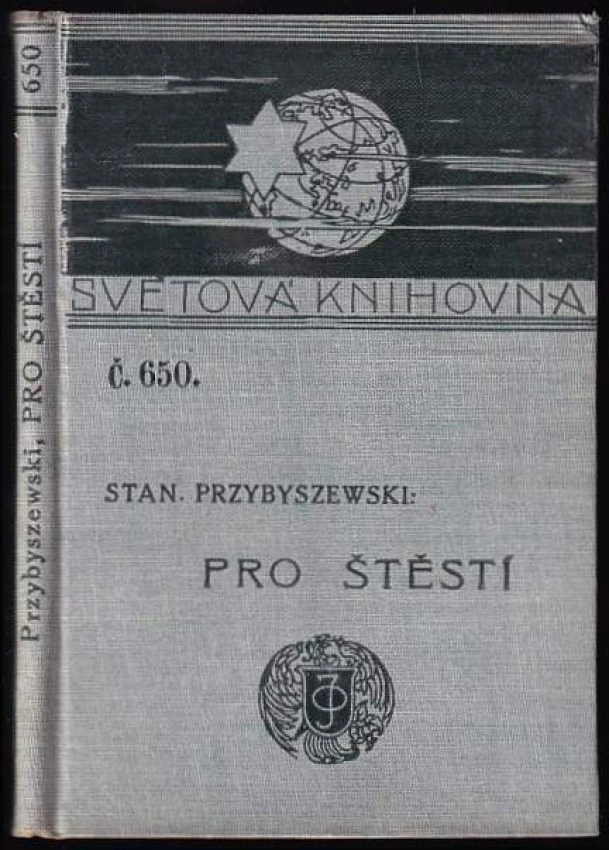 650
Przybyszewski, PRO ŠTĚSTÍ
SVĚTOVÁ KNIHOVNA
Č. 650.
STAN. PRZYBYSZEWSKI:
PRO ŠTĚSTÍ